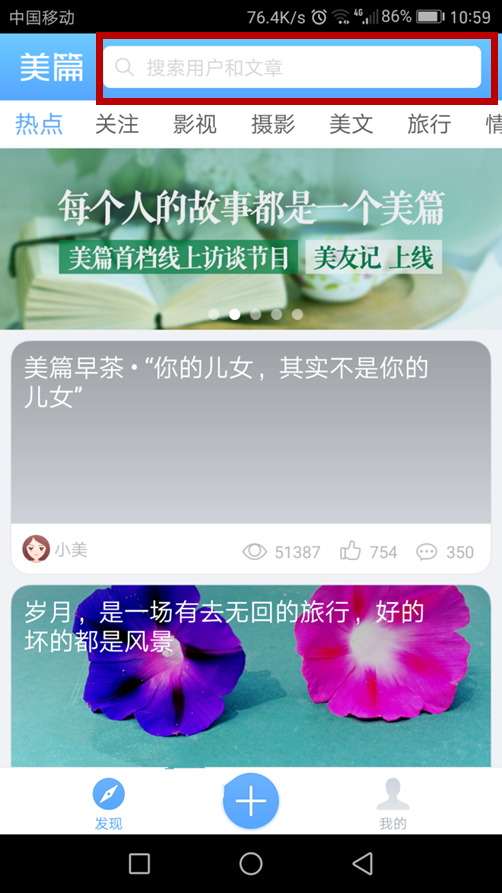 中国移动 76.4K/s 4G 86% 10:59
美篇 搜索用户和文章
热点 关注 影视 摄影 美文 旅行 情
每个人的故事都是一个美篇
美篇首档线上访谈节目 美友记 上线
美篇早茶•“你的儿女，其实不是你的
儿女”
小美 51387 754 350
岁月，是一场有去无回的旅行，好的
坏的都是风景
发现 我的